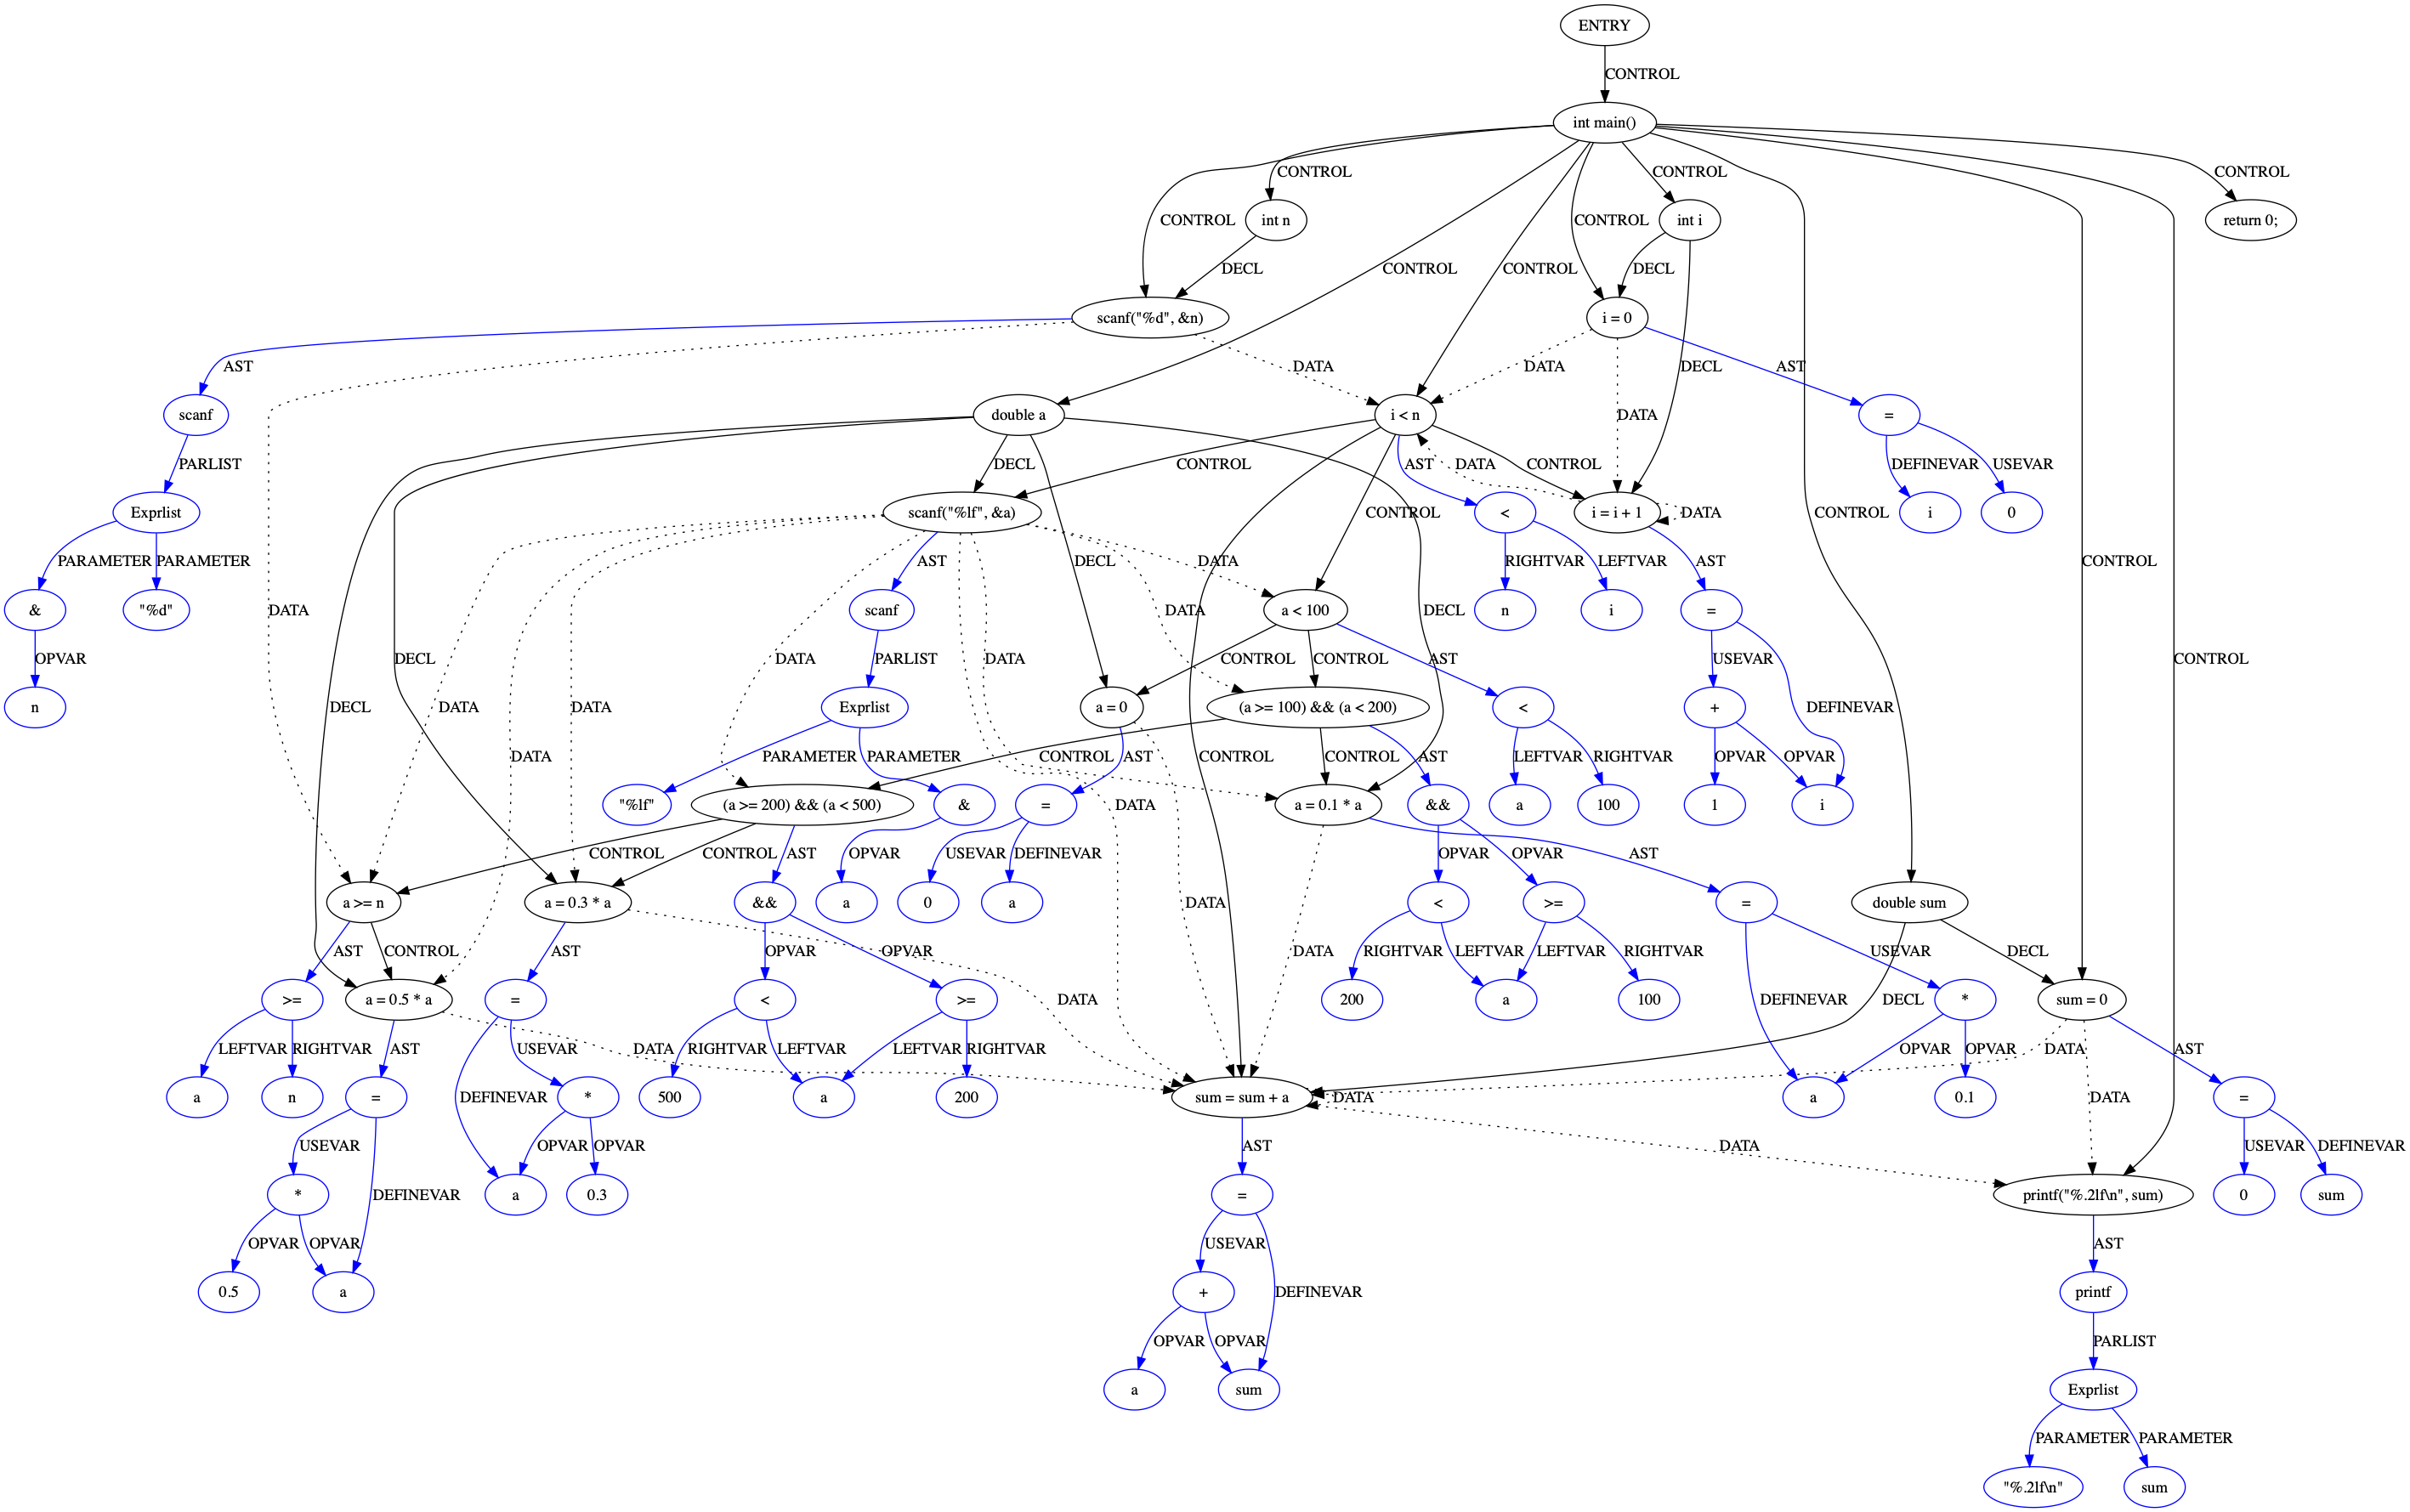 ENTRY
CONTROL
int main()
CONTROL
CONTROL
CONTROL
CONTROL
int n
int i
return 0;
CONTROL
DECL
CONTROL
CONTROL
DECL
CONTROL
scanf("%d", &n)
i = 0
AST
DATA
DATA
DECL
AST
scanf
double a
i < n
DATA
=
PARLIST
DECL
CONTROL
AST
DATA
CONTROL
DEFINEVAR
USEVAR
Exprlist
scanf("%lf", &a)
CONTROL
<
i = i + 1
DATA
CONTROL
i
0
PARAMETER
PARAMETER
AST
DECL
DATA
RIGHTVAR
LEFTVAR
AST
CONTROL
&
"%d"
DATA
scanf
DATA
a < 100
DECL
n
i
=
OPVAR
DECL
DATA
PARLIST
DATA
CONTROL
CONTROL
AST
USEVAR
CONTROL
n
DECL
DATA
DATA
Exprlist
a = 0
(a >= 100) && (a < 200)
<
+
DEFINEVAR
DATA
PARAMETER
PARAMETER
CONTROL
AST
CONTROL
CONTROL
AST
LEFTVAR
RIGHTVAR
OPVAR
OPVAR
"%lf"
(a >= 200) && (a < 500)
&
=
DATA
a = 0.1 * a
&&
a
100
1
i
CONTROL
CONTROL
AST
OPVAR
USEVAR
DEFINEVAR
OPVAR
OPVAR
AST
a >= n
a = 0.3 * a
&&
a
0
a
DATA
<
>=
=
double sum
AST
CONTROL
AST
OPVAR
OPVAR
DATA
RIGHTVAR
LEFTVAR
LEFTVAR
RIGHTVAR
USEVAR
DECL
>=
a = 0.5 * a
=
<
>=
DATA
200
a
100
DEFINEVAR
*
DECL
sum = 0
LEFTVAR
RIGHTVAR
AST
USEVAR
DATA
RIGHTVAR
LEFTVAR
LEFTVAR
RIGHTVAR
OPVAR
OPVAR
DATA
AST
a
n
=
DEFINEVAR
*
500
a
200
sum = sum + a
DATA
a
0.1
DATA
=
USEVAR
OPVAR
OPVAR
AST
DATA
USEVAR
DEFINEVAR
*
DEFINEVAR
a
0.3
=
printf("%.2lf\n", sum)
0
sum
OPVAR
OPVAR
USEVAR
AST
0.5
a
+
DEFINEVAR
printf
OPVAR
OPVAR
PARLIST
a
sum
Exprlist
PARAMETER
PARAMETER
"%.2lf\n"
sum